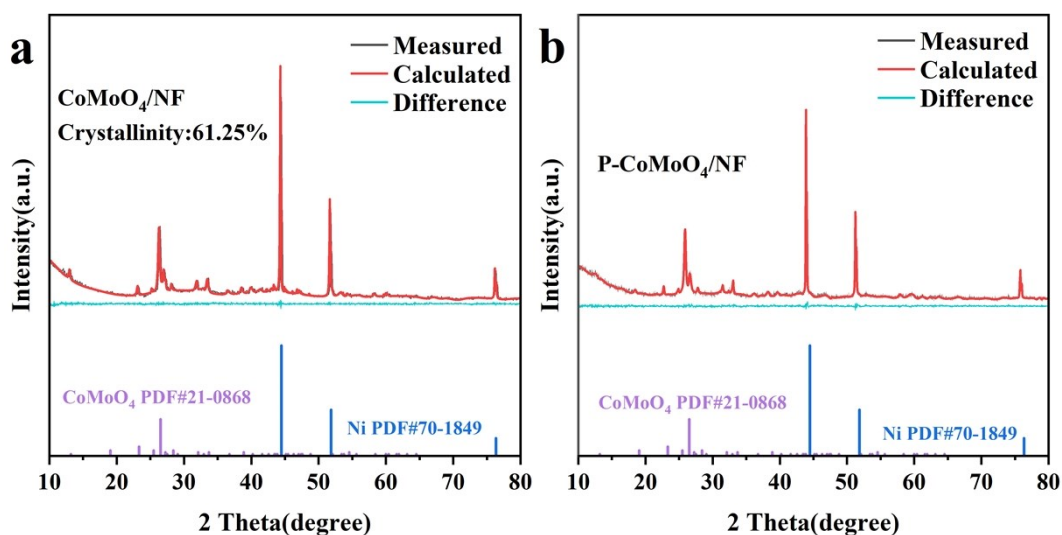 a
Measured
Calculated
Difference
CoMoO₄/NF
Crystallinity:61.25%
Intensity(a.u.)
CoMoO₄ PDF#21-0868
Ni PDF#70-1849
10 20 30 40 50 60 70 80
2 Theta(degree)
b
Measured
Calculated
Difference
P-CoMoO₄/NF
Intensity(a.u.)
CoMoO₄ PDF#21-0868
Ni PDF#70-1849
10 20 30 40 50 60 70 80
2 Theta(degree)